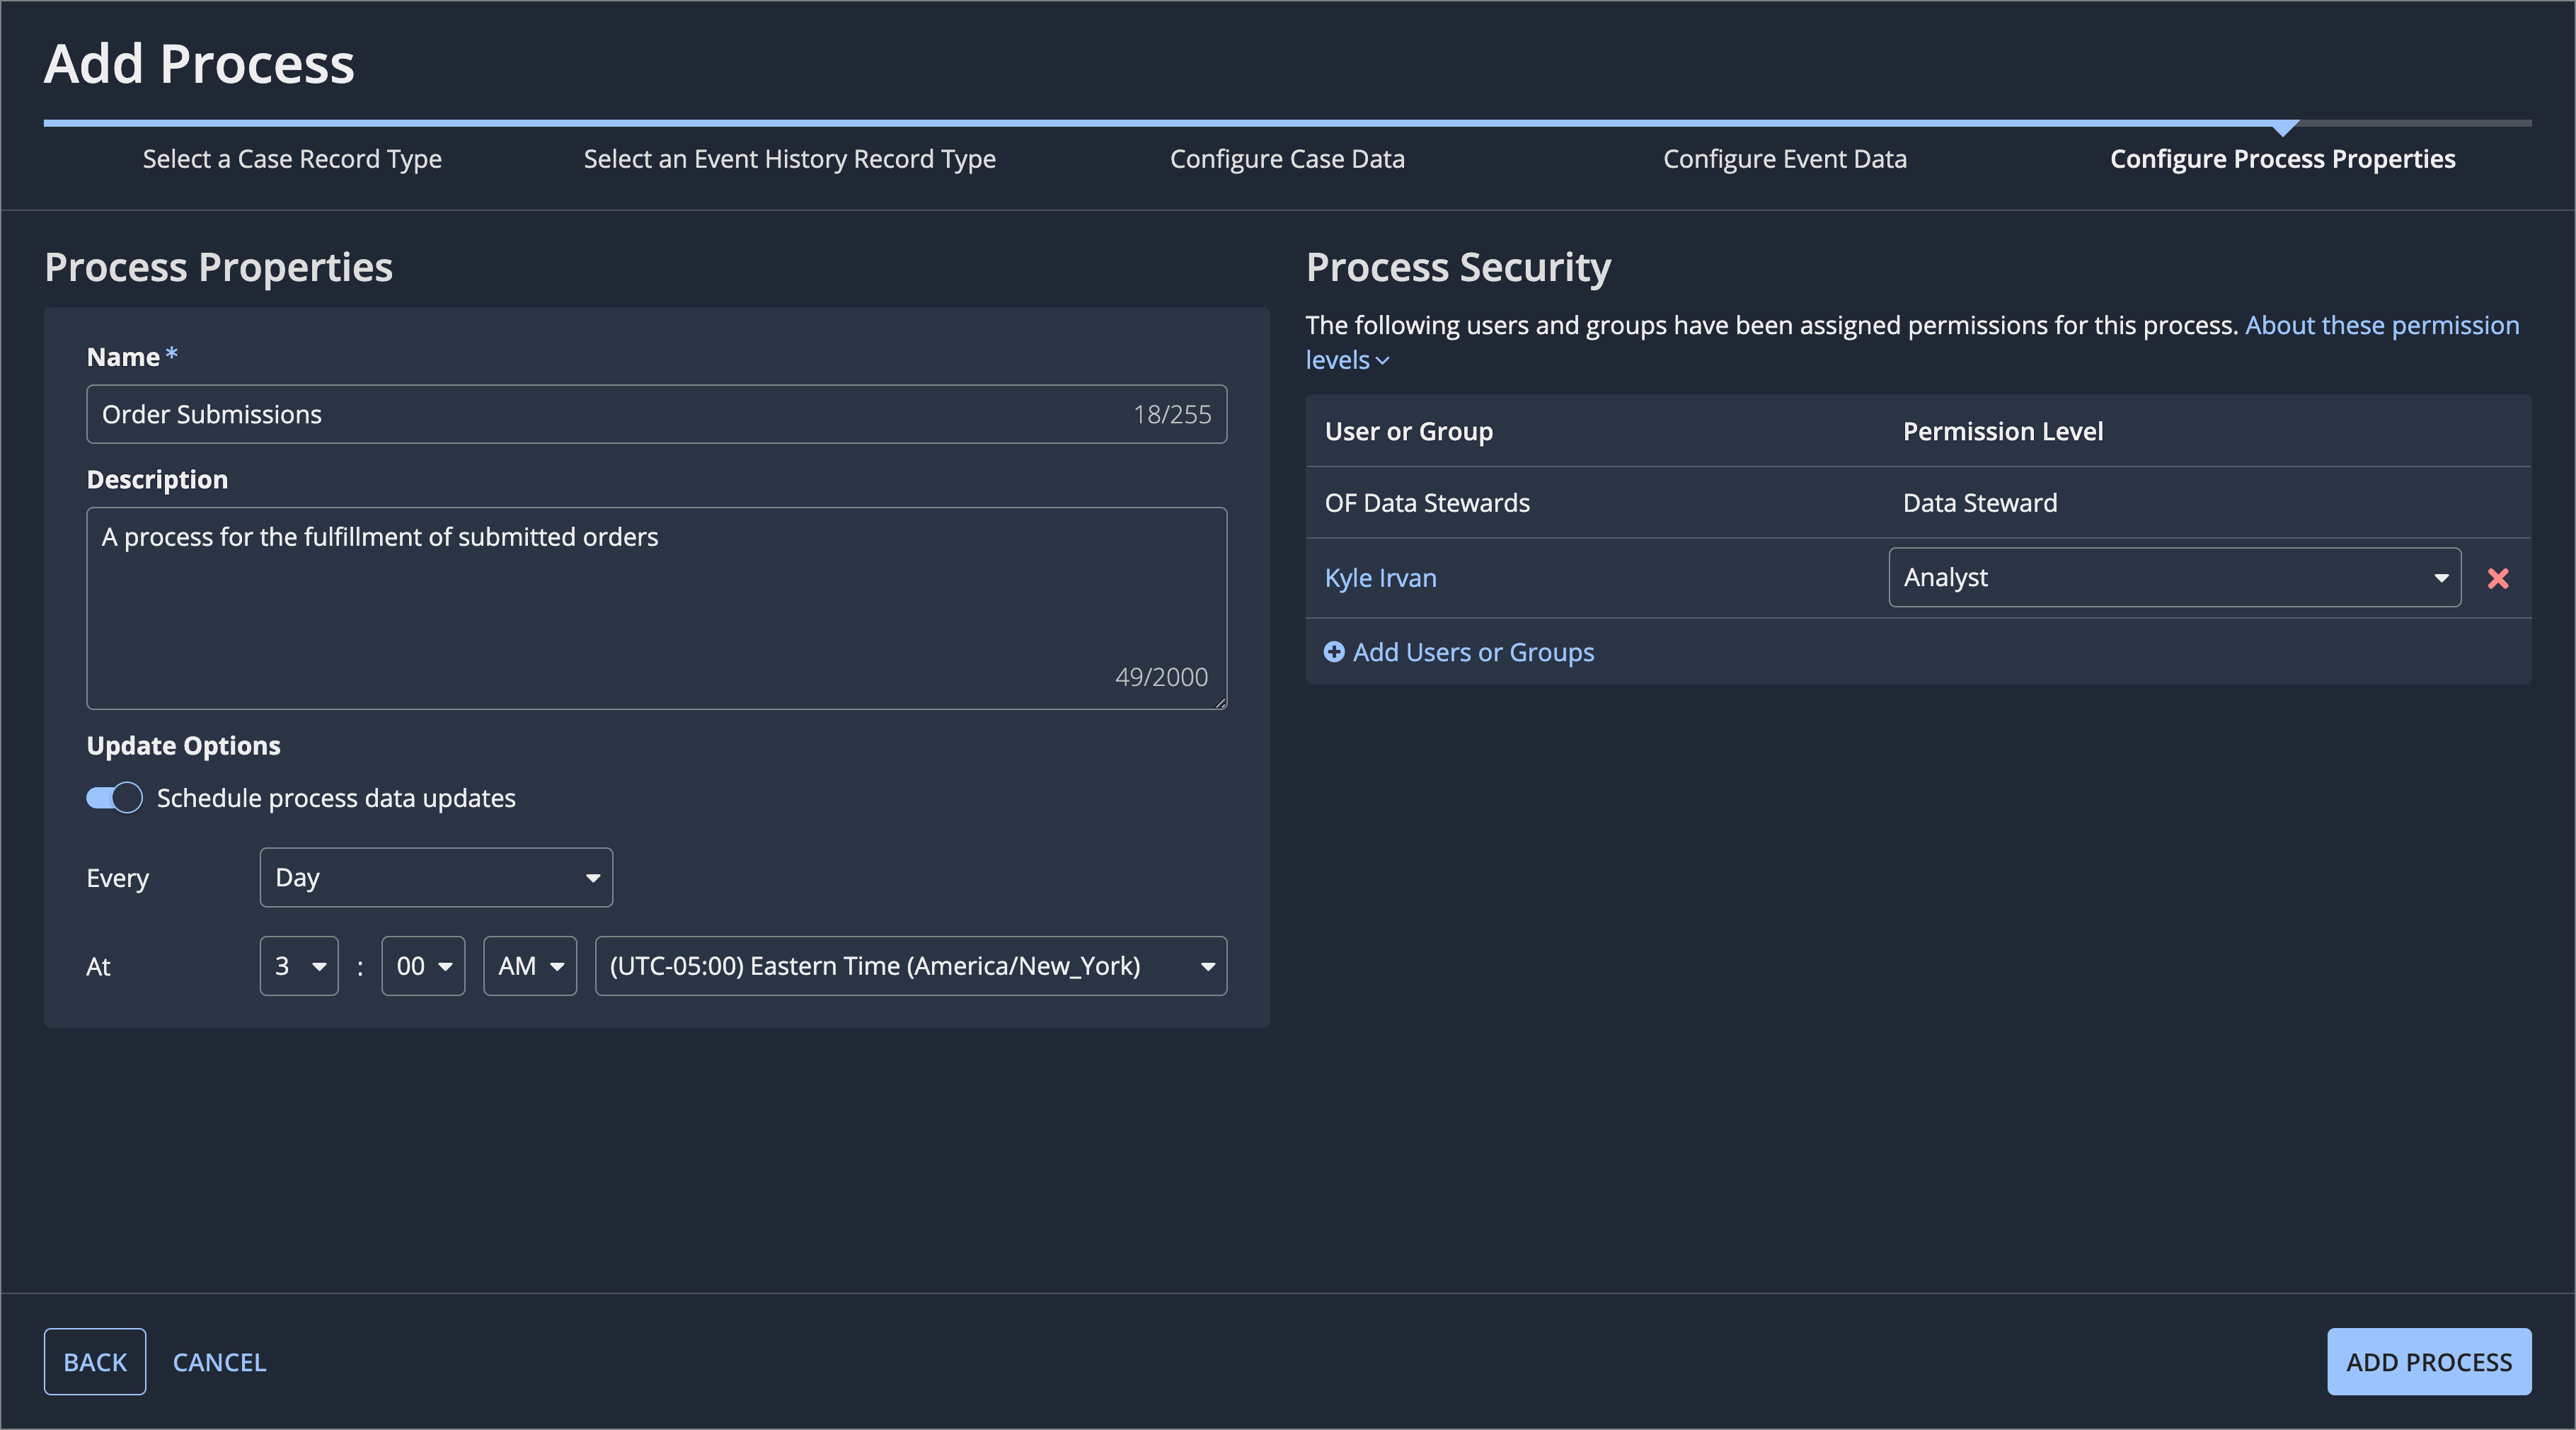 Add Process
Select a Case Record Type
Select an Event History Record Type
Configure Case Data
Configure Event Data
Configure Process Properties
Process Properties
Name *
Order Submissions 18/255
Description
A process for the fulfillment of submitted orders
49/2000
Update Options
Schedule process data updates
Every Day
At 3 : 00 AM (UTC-05:00) Eastern Time (America/New_York)
Process Security
The following users and groups have been assigned permissions for this process. About these permission
levels
User or Group Permission Level
OF Data Stewards Data Steward
Kyle Irvan Analyst
Add Users or Groups
BACK CANCEL ADD PROCESS